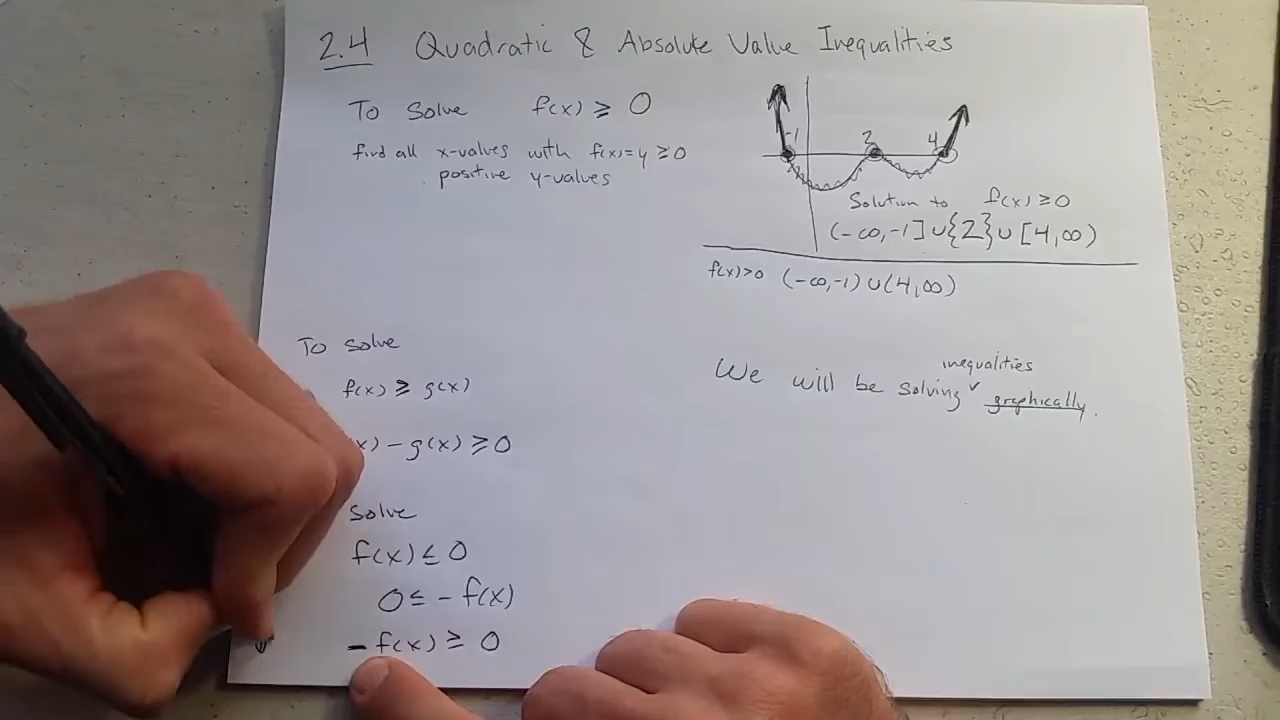 2.4 Quadratic & Absolute Value Inequalities
To Solve f(x) ≥ 0
find all x-values with f(x)=y ≥0
positive y-values
-1 2 4
Solution to f(x) ≥0
(-∞,-1]∪{2}∪[4,∞)
f(x)>0 (-∞,-1)∪(4,∞)
To solve
f(x) ≥ g(x)
x) - g(x) ≥0
inequalities
We will be solving ˅ graphically.
Solve
f(x) ≤ 0
0 ≤ - f(x)
- f(x) ≥ 0